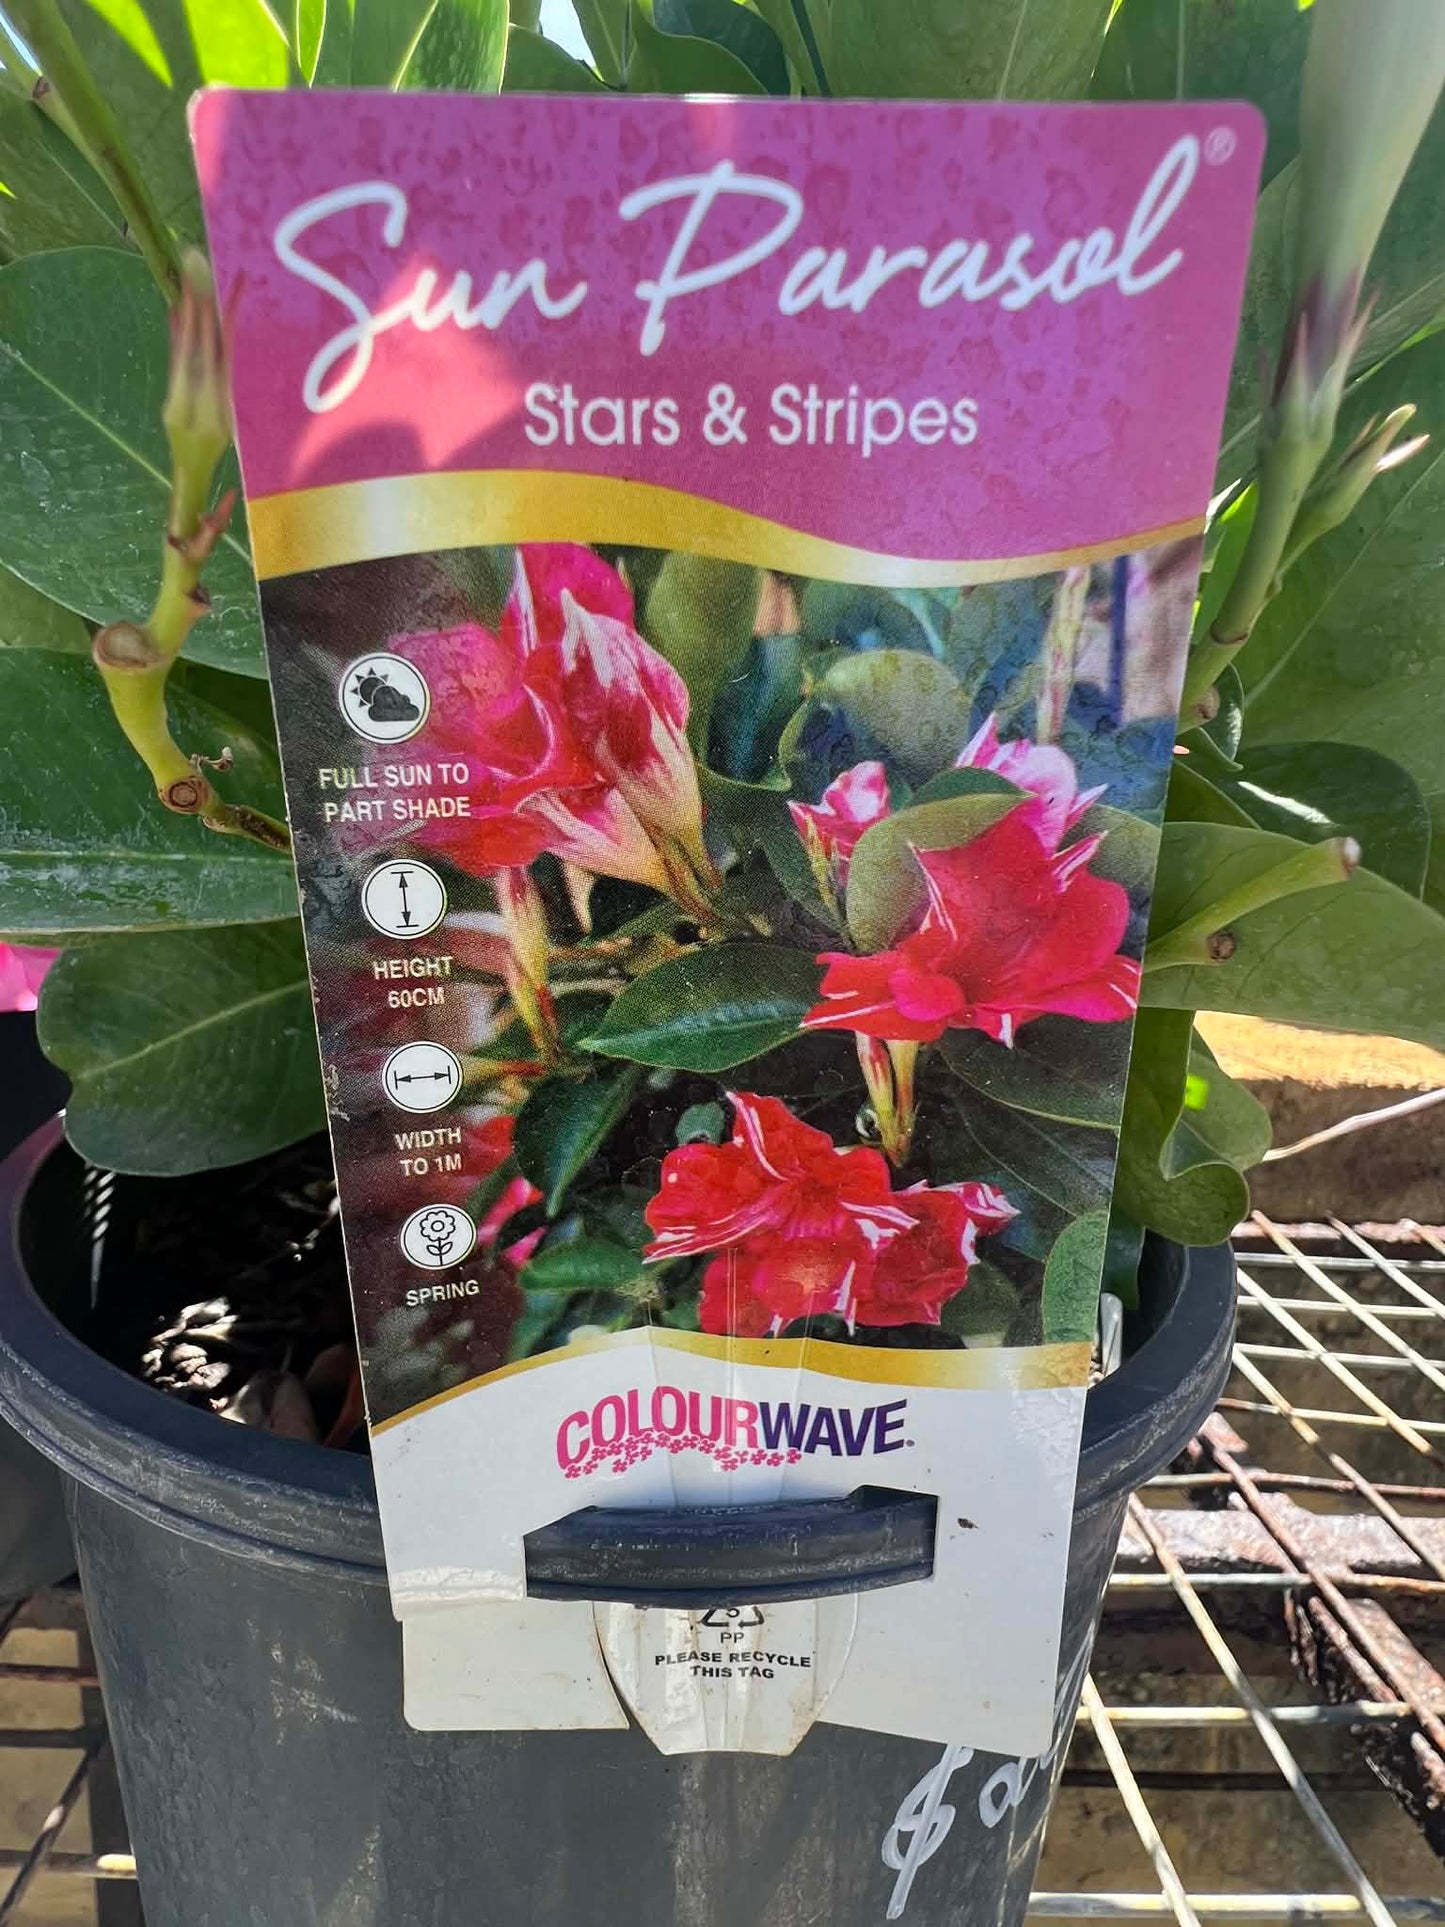 Sun Parasol®
Stars & Stripes
FULL SUN TO
PART SHADE
HEIGHT
60CM
WIDTH
TO 1M
SPRING
COLOURWAVE
5
PP
PLEASE RECYCLE
THIS TAG